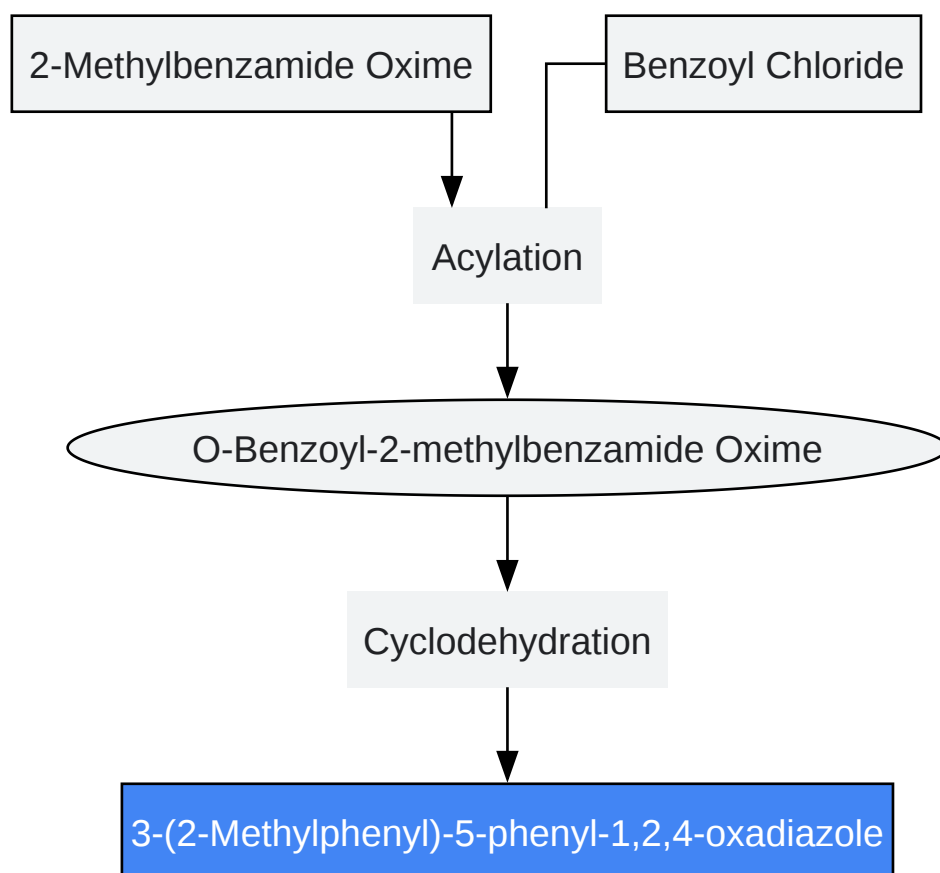 2-Methylbenzamide Oxime
Benzoyl Chloride
Acylation
O-Benzoyl-2-methylbenzamide Oxime
Cyclodehydration
3-(2-Methylphenyl)-5-phenyl-1,2,4-oxadiazole